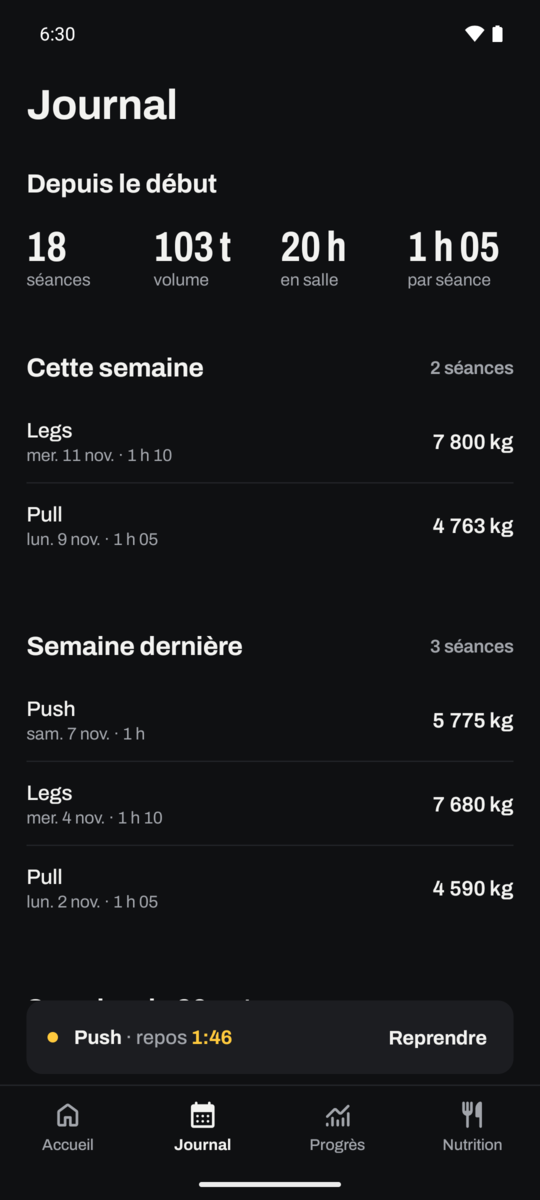 6:30
Journal
Depuis le début
18 103 t 20 h 1 h 05
séances volume en salle par séance
Cette semaine 2 séances
Legs
mer. 11 nov. · 1 h 10
7 800 kg
Pull
lun. 9 nov. · 1 h 05
4 763 kg
Semaine dernière 3 séances
Push
sam. 7 nov. · 1 h
5 775 kg
Legs
mer. 4 nov. · 1 h 10
7 680 kg
Pull
lun. 2 nov. · 1 h 05
4 590 kg
Push · repos 1:46 Reprendre
Accueil Journal Progrès Nutrition